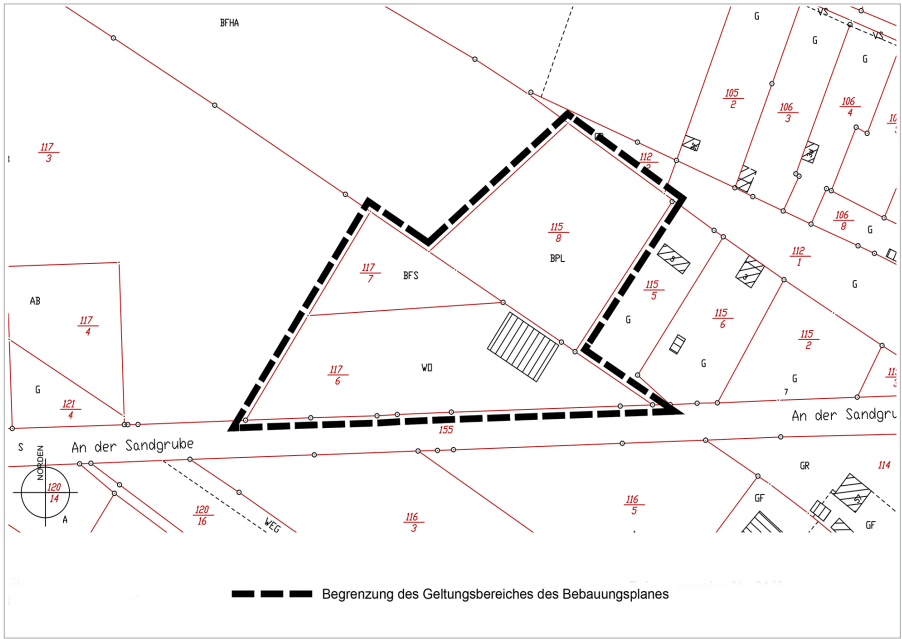 BFHA
G
VS
G
VS
G
105
2
106
3
106
4
117
3
112
106
8
G
115
8
112
1
117
7
BFS
BPL
G
115
5
AB
117
4
G
115
6
115
2
117
6
WD
G
G
G
121
4
7
155
An der Sandgrube
An der Sandgru
S
NORDEN
120
14
A
120
16
WEG
116
3
116
5
GR
GF
114
GF
Begrenzung des Geltungsbereiches des Bebauungsplanes